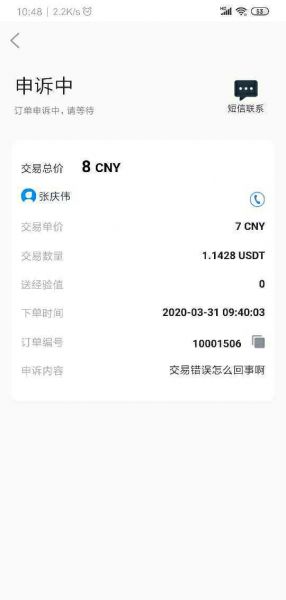 10:48 | 2.2K/s
53
申诉中
订单申诉中, 请等待
短信联系
交易总价 8 CNY
张庆伟
交易单价 7 CNY
交易数量 1.1428 USDT
送经验值 0
下单时间 2020-03-31 09:40:03
订单编号 10001506
申诉内容 交易错误怎么回事啊